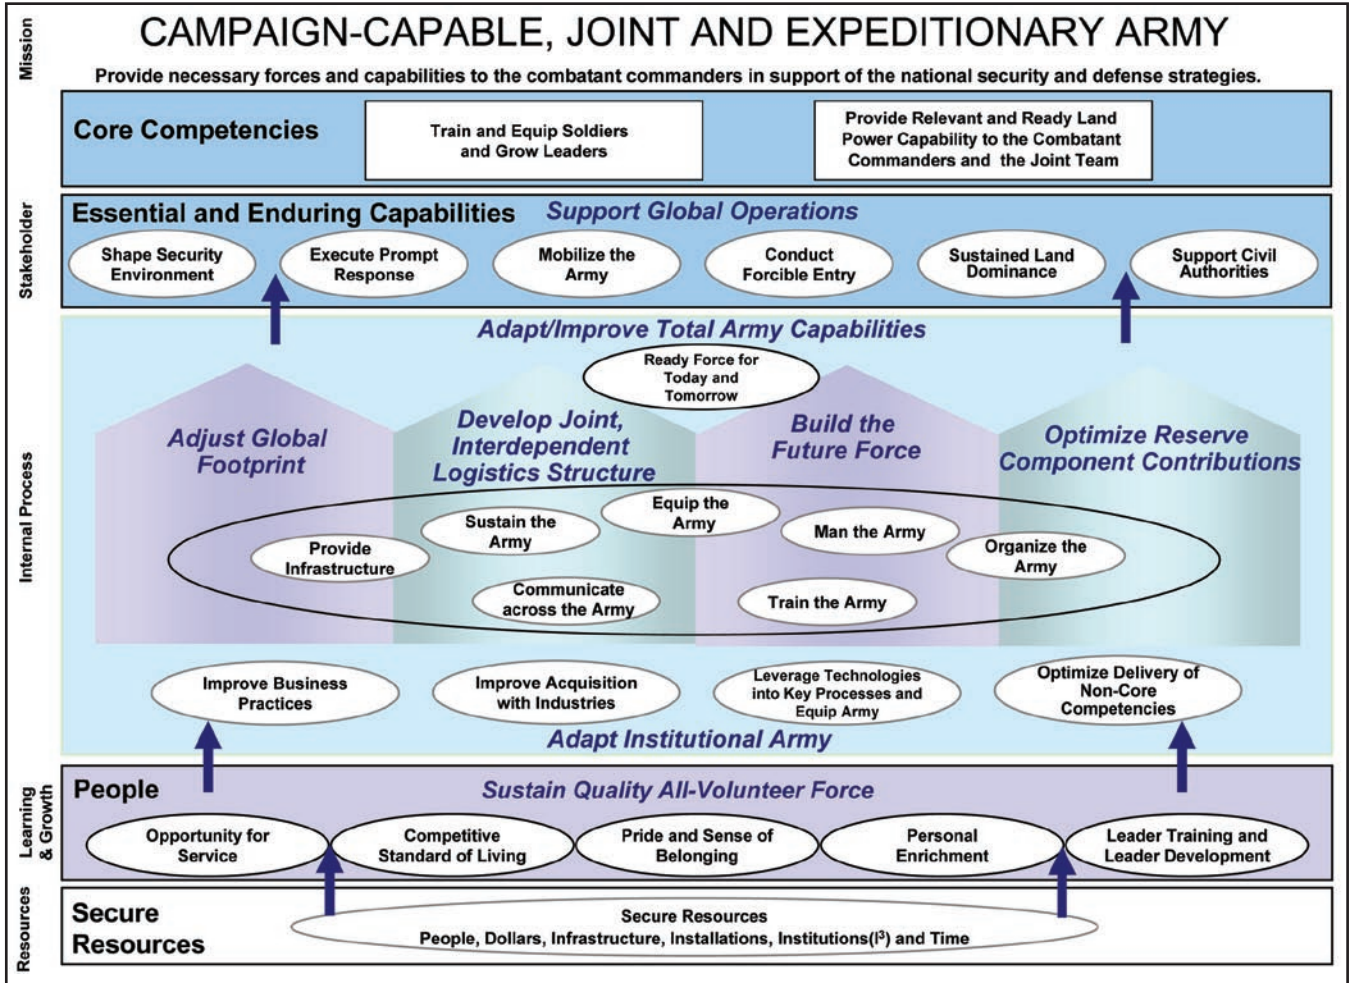 Mission
CAMPAIGN-CAPABLE, JOINT AND EXPEDITIONARY ARMY
Provide necessary forces and capabilities to the combatant commanders in support of the national security and defense strategies.
Core Competencies
Train and Equip Soldiers
and Grow Leaders
Provide Relevant and Ready Land
Power Capability to the Combatant
Commanders and the Joint Team
Stakeholder
Essential and Enduring Capabilities
Support Global Operations
Shape Security
Environment
Execute Prompt
Response
Mobilize the
Army
Conduct
Forcible Entry
Sustained Land
Dominance
Support Civil
Authorities
Internal Process
Adapt/Improve Total Army Capabilities
Ready Force for
Today and
Tomorrow
Adjust Global
Footprint
Develop Joint,
Interdependent
Logistics Structure
Build the
Future Force
Optimize Reserve
Component Contributions
Provide
Infrastructure
Sustain the
Army
Equip the
Army
Man the Army
Organize the
Army
Communicate
across the Army
Train the Army
Improve Business
Practices
Improve Acquisition
with Industries
Leverage Technologies
into Key Processes and
Equip Army
Optimize Delivery of
Non-Core
Competencies
Adapt Institutional Army
Learning
& Growth
People
Sustain Quality All-Volunteer Force
Opportunity for
Service
Competitive
Standard of Living
Pride and Sense of
Belonging
Personal
Enrichment
Leader Training and
Leader Development
Resources
Secure
Resources
Secure Resources
People, Dollars, Infrastructure, Installations, Institutions(I³) and Time